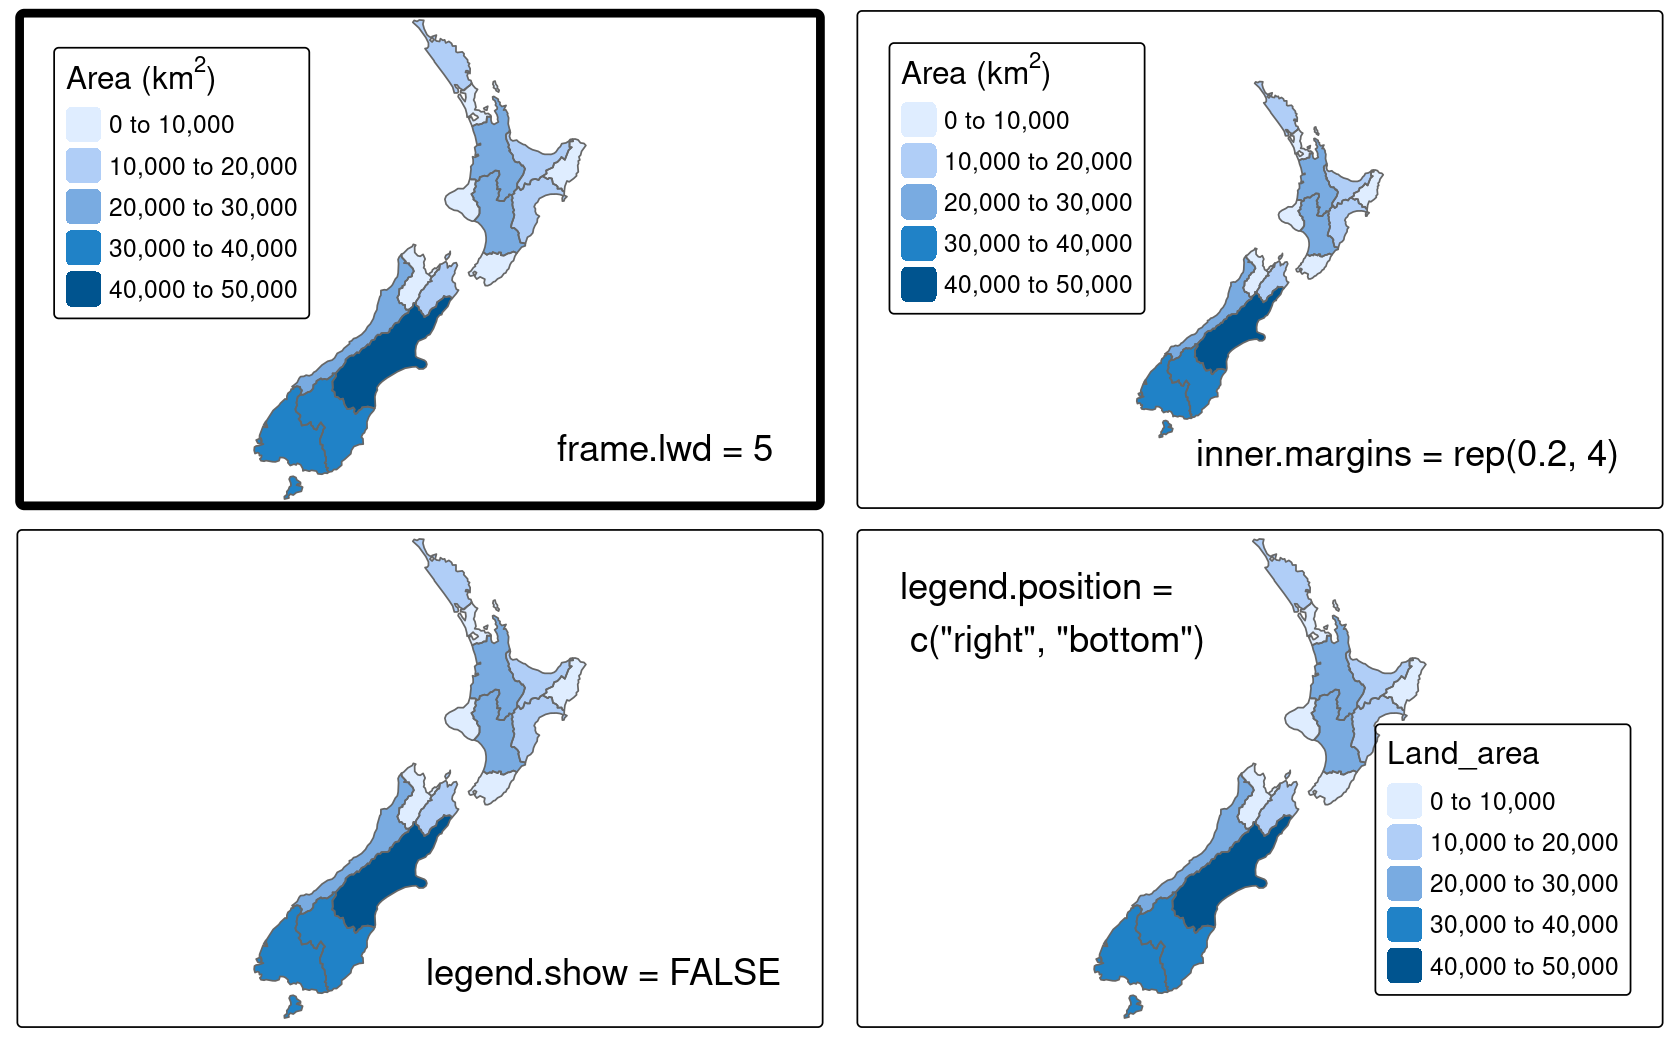 Area (km²)
0 to 10,000
10,000 to 20,000
20,000 to 30,000
30,000 to 40,000
40,000 to 50,000
frame.lwd = 5
Area (km²)
0 to 10,000
10,000 to 20,000
20,000 to 30,000
30,000 to 40,000
40,000 to 50,000
inner.margins = rep(0.2, 4)
legend.show = FALSE
legend.position =
c("right", "bottom")
Land_area
0 to 10,000
10,000 to 20,000
20,000 to 30,000
30,000 to 40,000
40,000 to 50,000